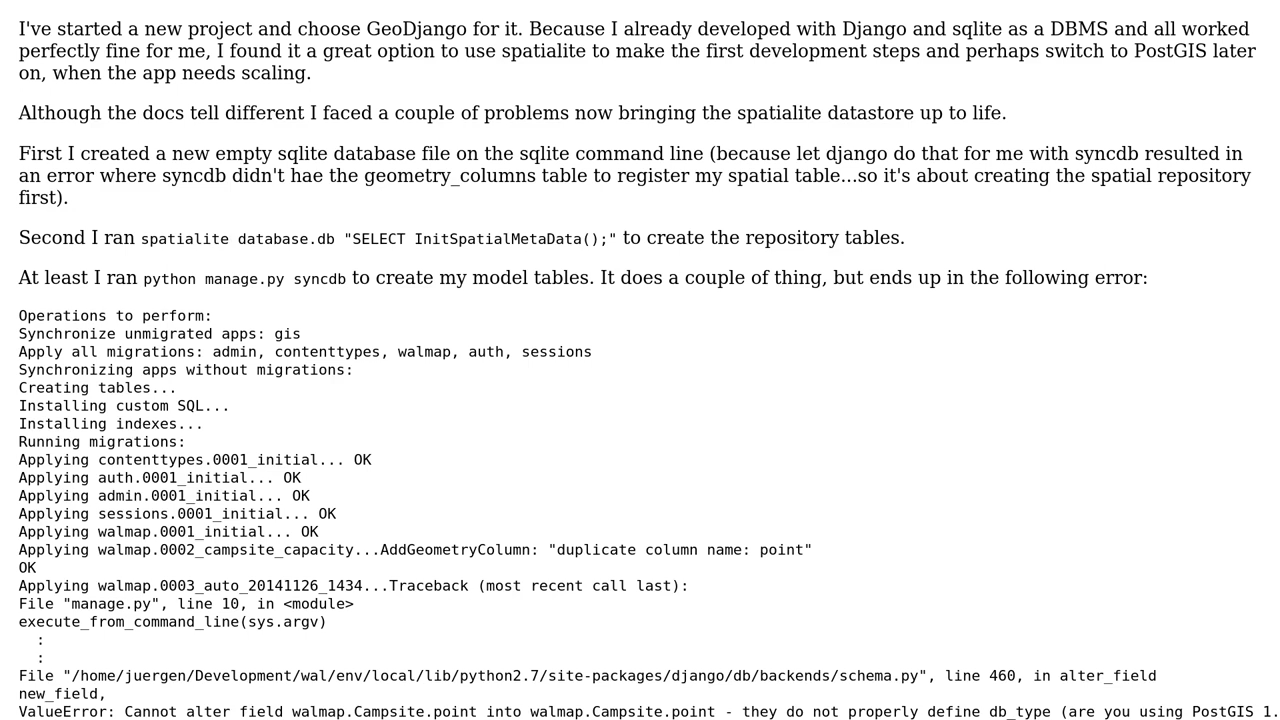 I've started a new project and choose GeoDjango for it. Because I already developed with Django and sqlite as a DBMS and all worked
perfectly fine for me, I found it a great option to use spatialite to make the first development steps and perhaps switch to PostGIS later
on, when the app needs scaling.
Although the docs tell different I faced a couple of problems now bringing the spatialite datastore up to life.
First I created a new empty sqlite database file on the sqlite command line (because let django do that for me with syncdb resulted in
an error where syncdb didn't hae the geometry_columns table to register my spatial table...so it's about creating the spatial repository
first).
Second I ran spatialite database.db "SELECT InitSpatialMetaData();" to create the repository tables.
At least I ran python manage.py syncdb to create my model tables. It does a couple of thing, but ends up in the following error:
Operations to perform:
Synchronize unmigrated apps: gis
Apply all migrations: admin, contenttypes, walmap, auth, sessions
Synchronizing apps without migrations:
Creating tables...
Installing custom SQL...
Installing indexes...
Running migrations:
Applying contenttypes.0001_initial... OK
Applying auth.0001_initial... OK
Applying admin.0001_initial... OK
Applying sessions.0001_initial... OK
Applying walmap.0001_initial... OK
Applying walmap.0002_campsite_capacity...AddGeometryColumn: "duplicate column name: point"
OK
Applying walmap.0003_auto_20141126_1434...Traceback (most recent call last):
File "manage.py", line 10, in <module>
execute_from_command_line(sys.argv)
:
:
File "/home/juergen/Development/wal/env/local/lib/python2.7/site-packages/django/db/backends/schema.py", line 460, in alter_field
new_field,
ValueError: Cannot alter field walmap.Campsite.point into walmap.Campsite.point - they do not properly define db_type (are you using PostGIS 1.